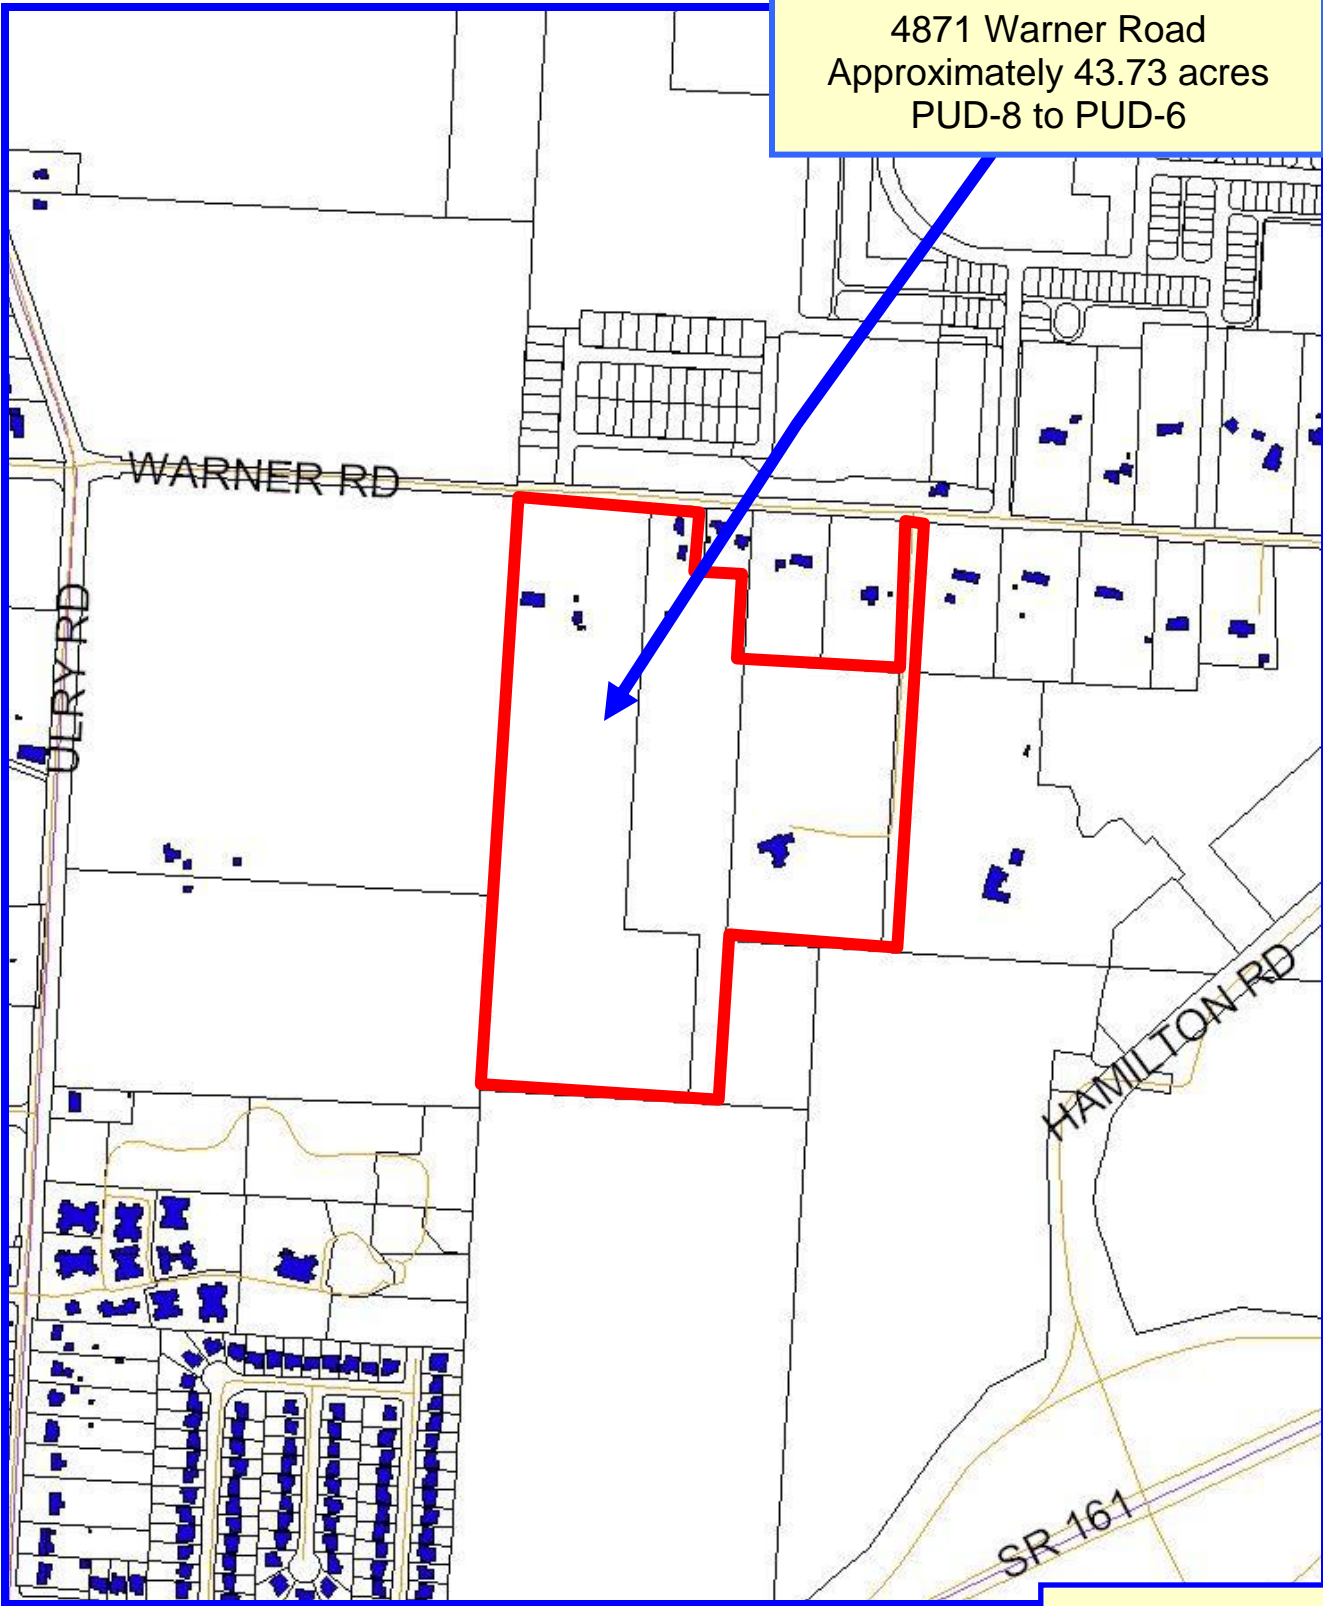 4871 Warner Road
Approximately 43.73 acres
PUD-8 to PUD-6
WARNER RD
ULRY RD
HAMILTON RD
SR 161